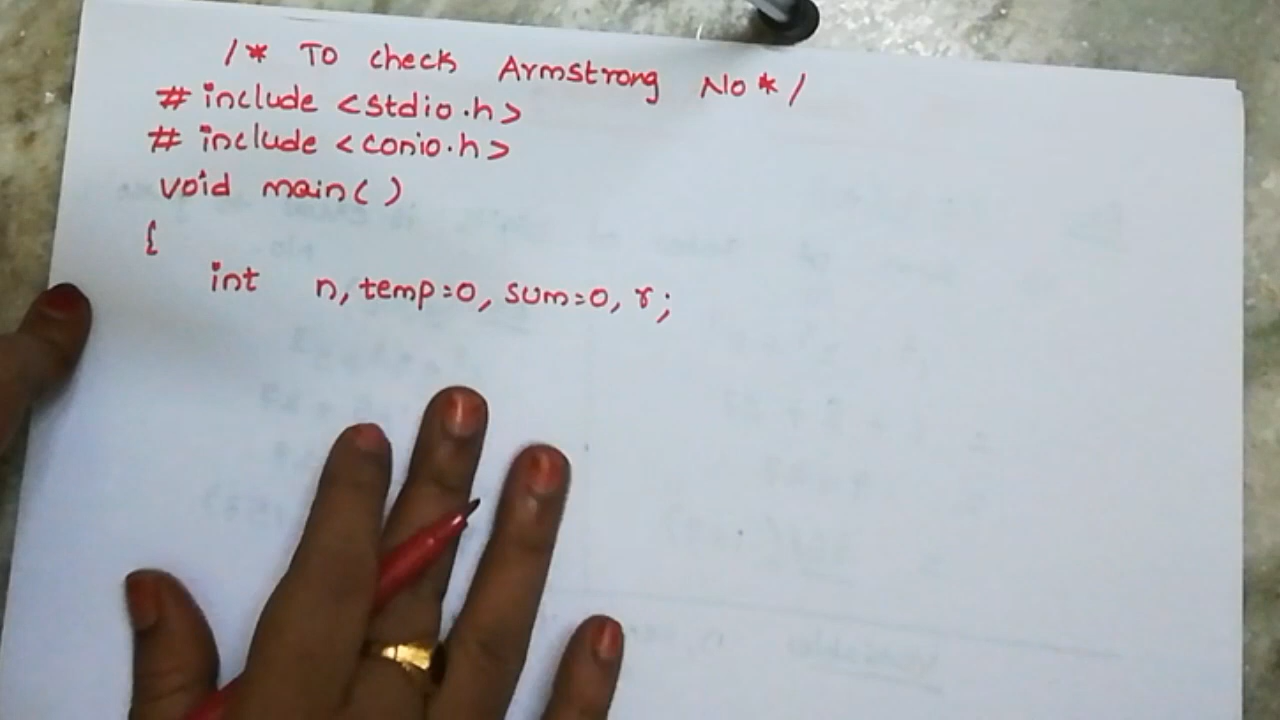 /* To check Armstrong No */
# include <stdio.h>
# include <conio.h>
void main( )
{
int n, temp=0, sum=0, r;